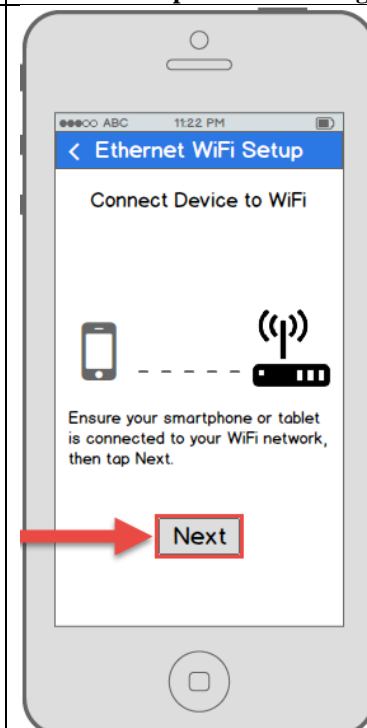 ABC 11:22 PM
< Ethernet WiFi Setup
Connect Device to WiFi
Ensure your smartphone or tablet
is connected to your WiFi network,
then tap Next.
Next